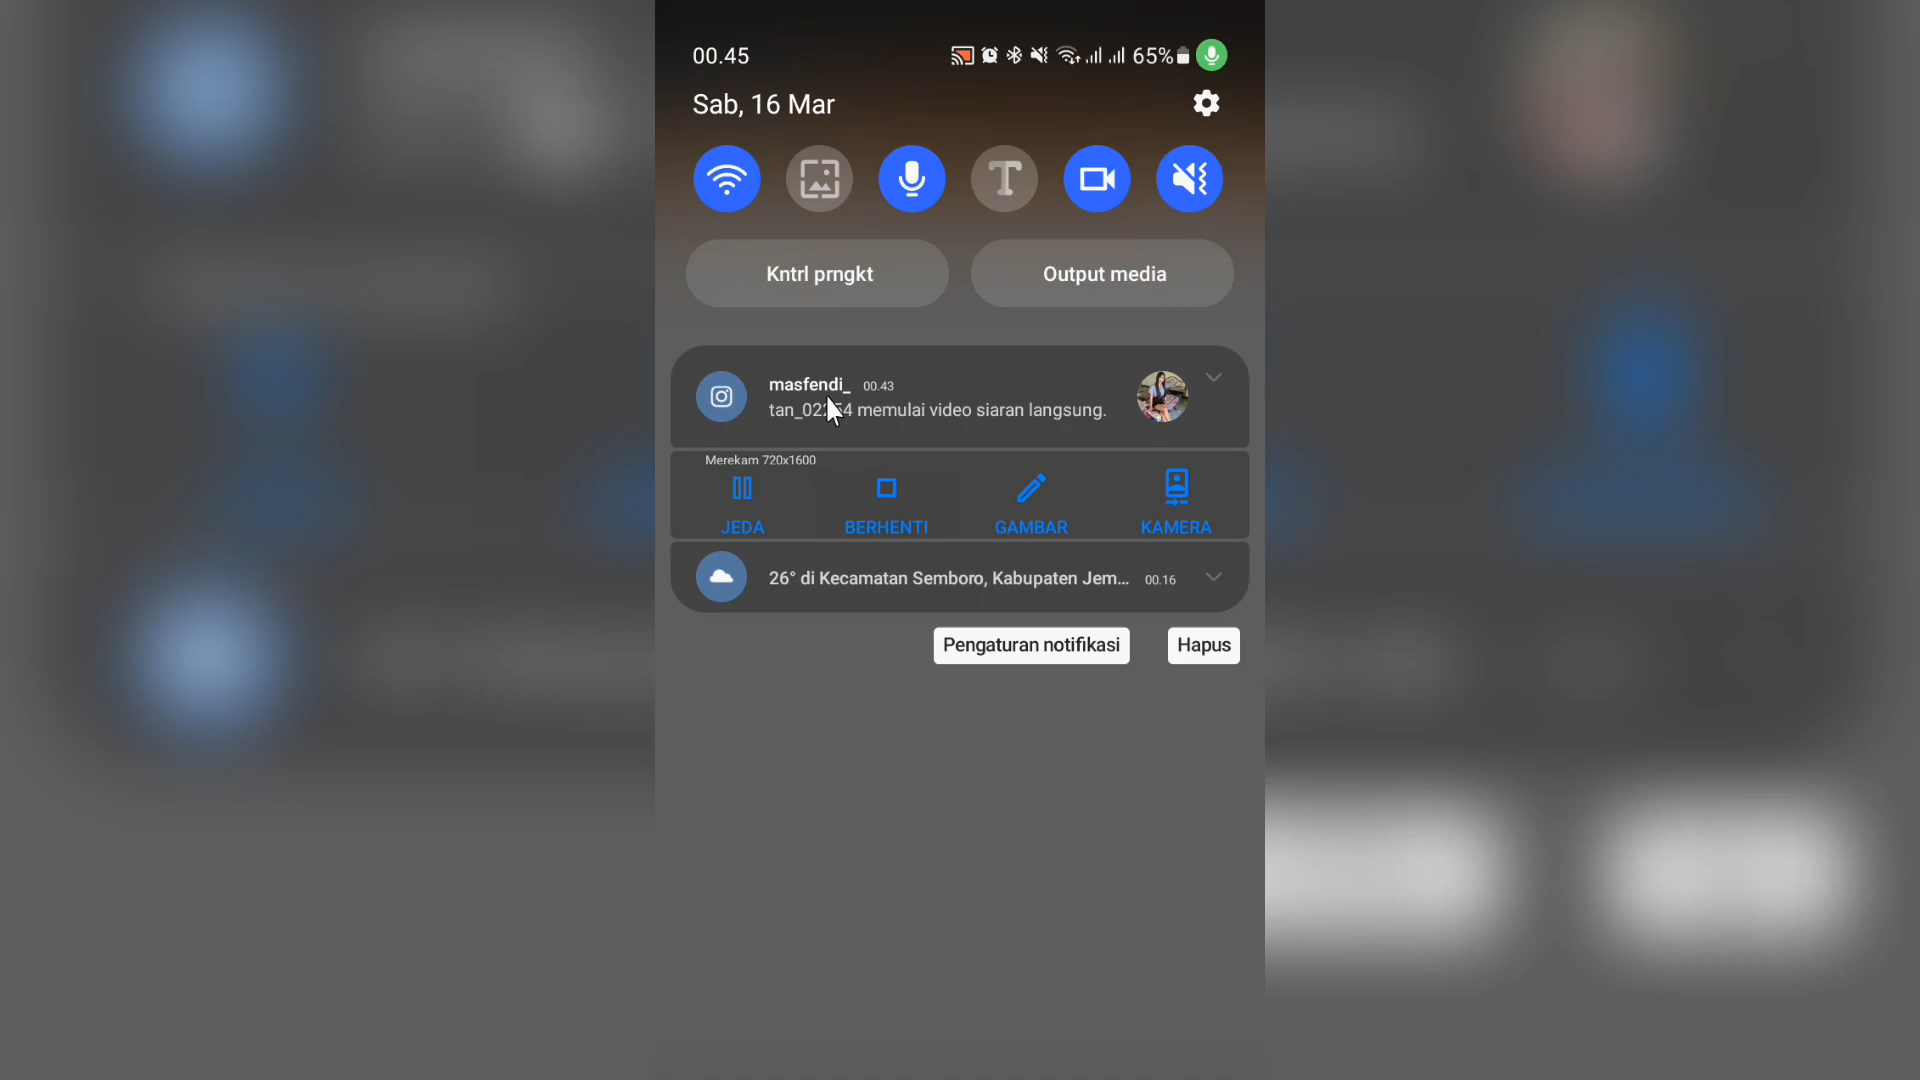 00.45
65%
Sab, 16 Mar
T
Kntrl prngkt
Output media
masfendi_ 00.43
memulai video siaran langsung.
Merekam 720x1600
JEDA
BERHENTI
GAMBAR
KAMERA
26° di Kecamatan Semboro, Kabupaten Jem... 00.16
Pengaturan notifikasi
Hapus